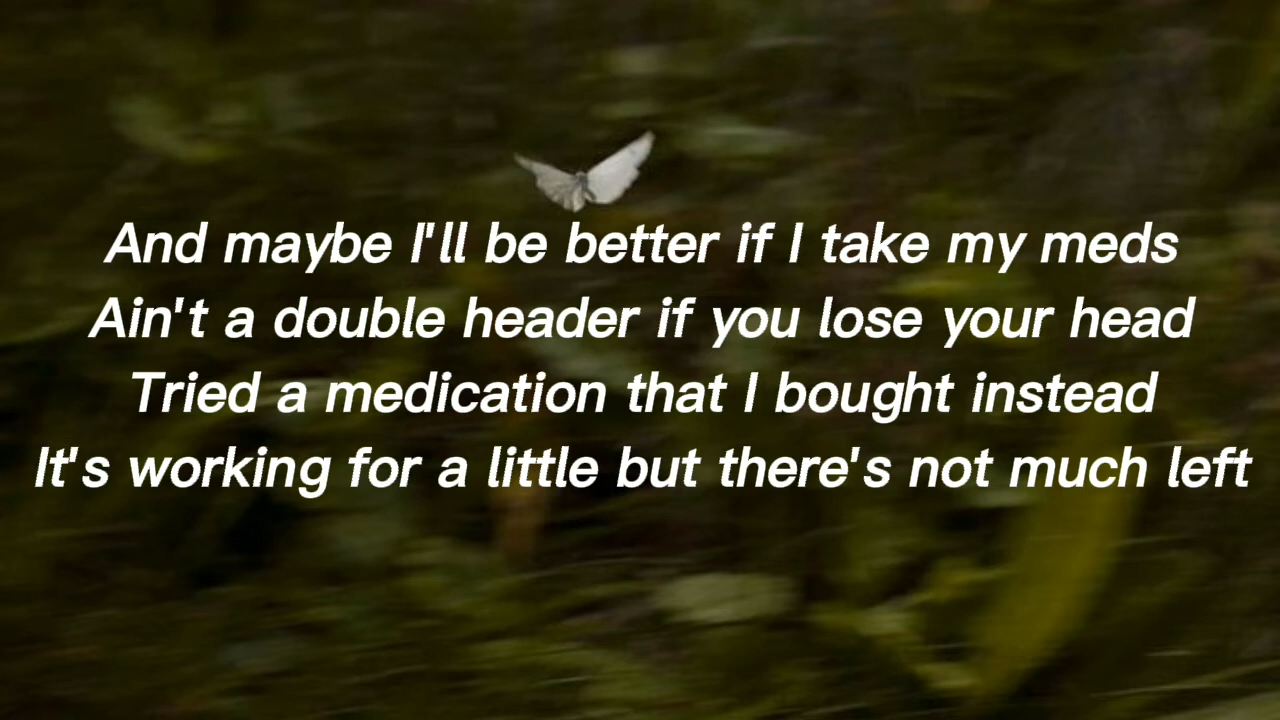 And maybe I'll be better if I take my meds
Ain't a double header if you lose your head
Tried a medication that I bought instead
It's working for a little but there's not much left